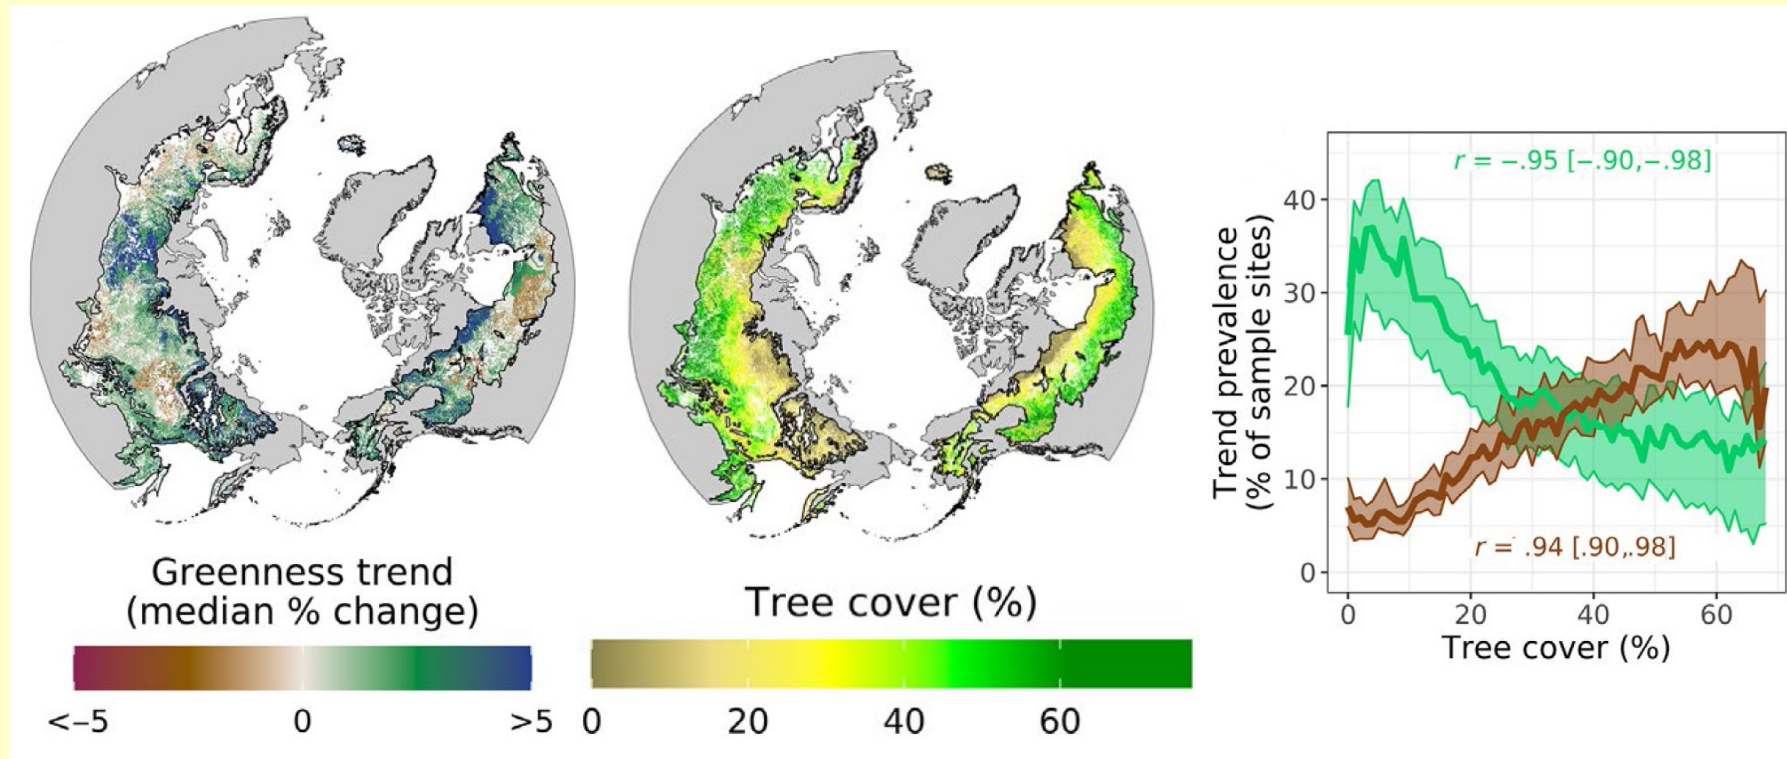 Greenness trend
(median % change)
<–5
0
>5
Tree cover (%)
0
20
40
60
Trend prevalence
(% of sample sites)
40
30
20
10
0
r = −.95 [−.90,−.98]
r = .94 [.90,.98]
0
20
40
60
Tree cover (%)